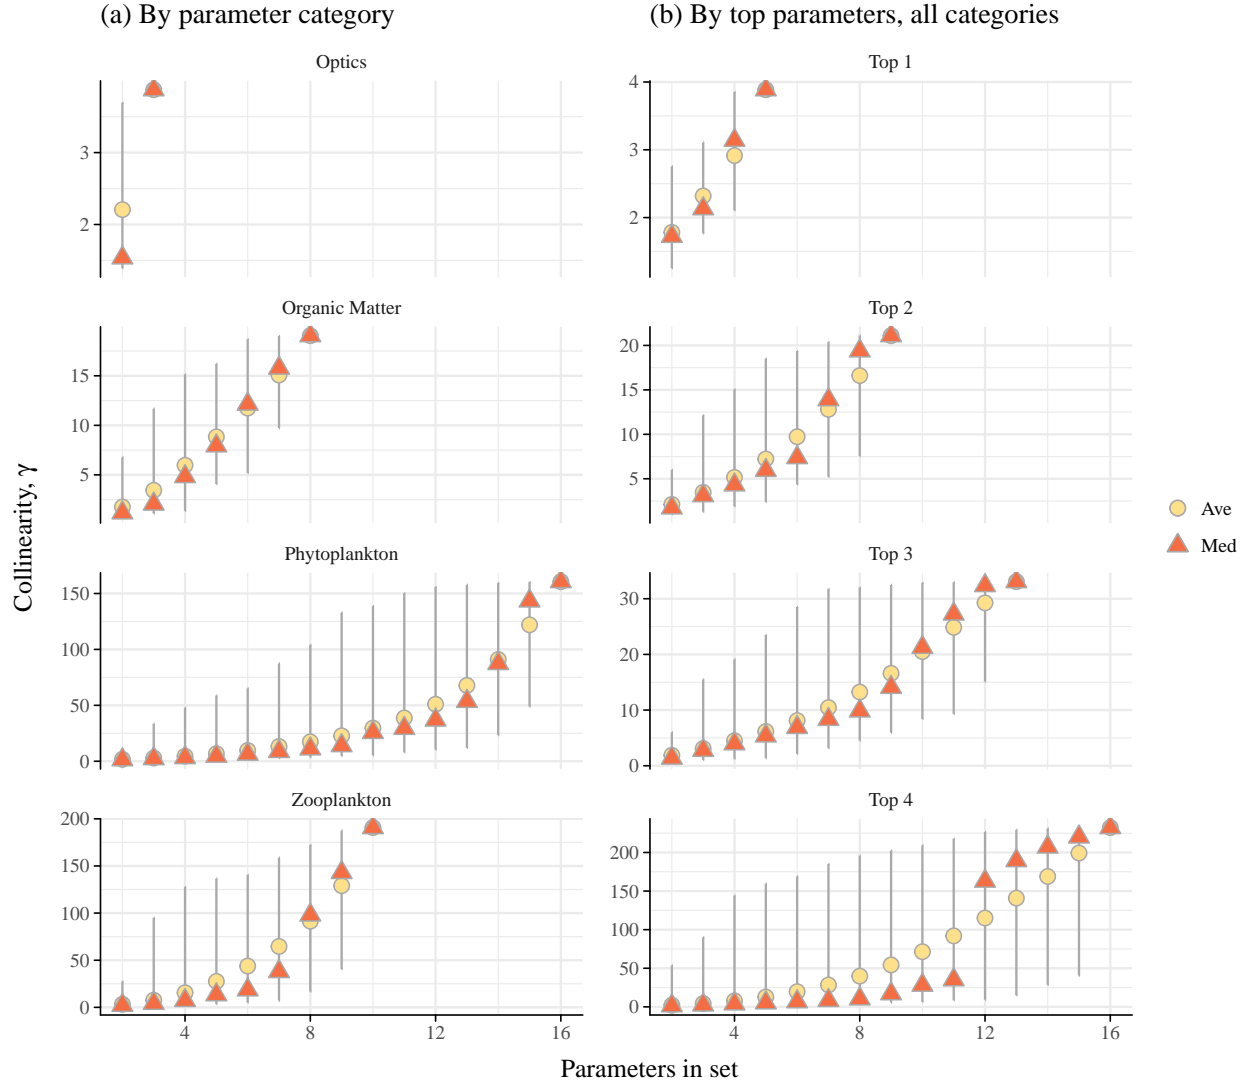 (a) By parameter category
(b) By top parameters, all categories
Optics
3
2
Organic Matter
15
10
5
Phytoplankton
150
100
50
0
Zooplankton
200
150
100
50
0
4
8
12
16
Top 1
4
3
2
Top 2
20
15
10
5
Top 3
30
20
10
0
Top 4
200
150
100
50
0
4
8
12
16
Collinearity, γ
Parameters in set
Ave
Med